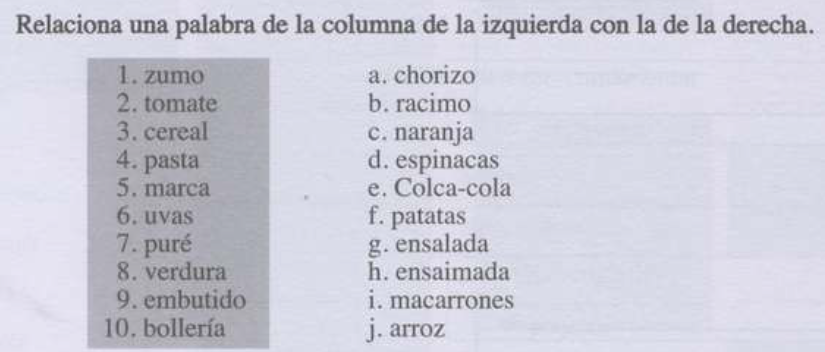 Relaciona una palabra de la columna de la izquierda con la de la derecha.
1. zumo
2. tomate
3. cereal
4. pasta
5. marca
6. uvas
7. puré
8. verdura
9. embutido
10. bollería
a. chorizo
b. racimo
c. naranja
d. espinacas
e. Colca-cola
f. patatas
g. ensalada
h. ensaimada
i. macarrones
j. arroz